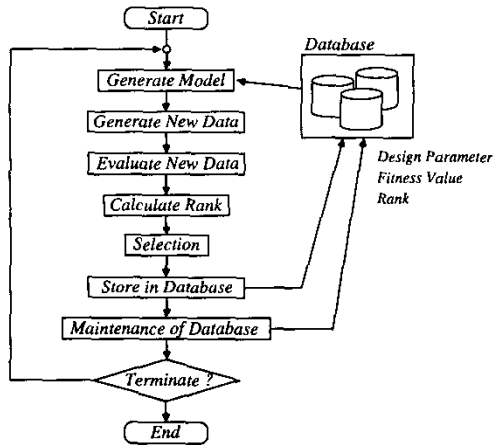 Start
Database
Generate Model
Generate New Data
Evaluate New Data
Design Parameter
Fitness Value
Rank
Calculate Rank
Selection
Store in Database
Maintenance of Database
Terminate ?
End